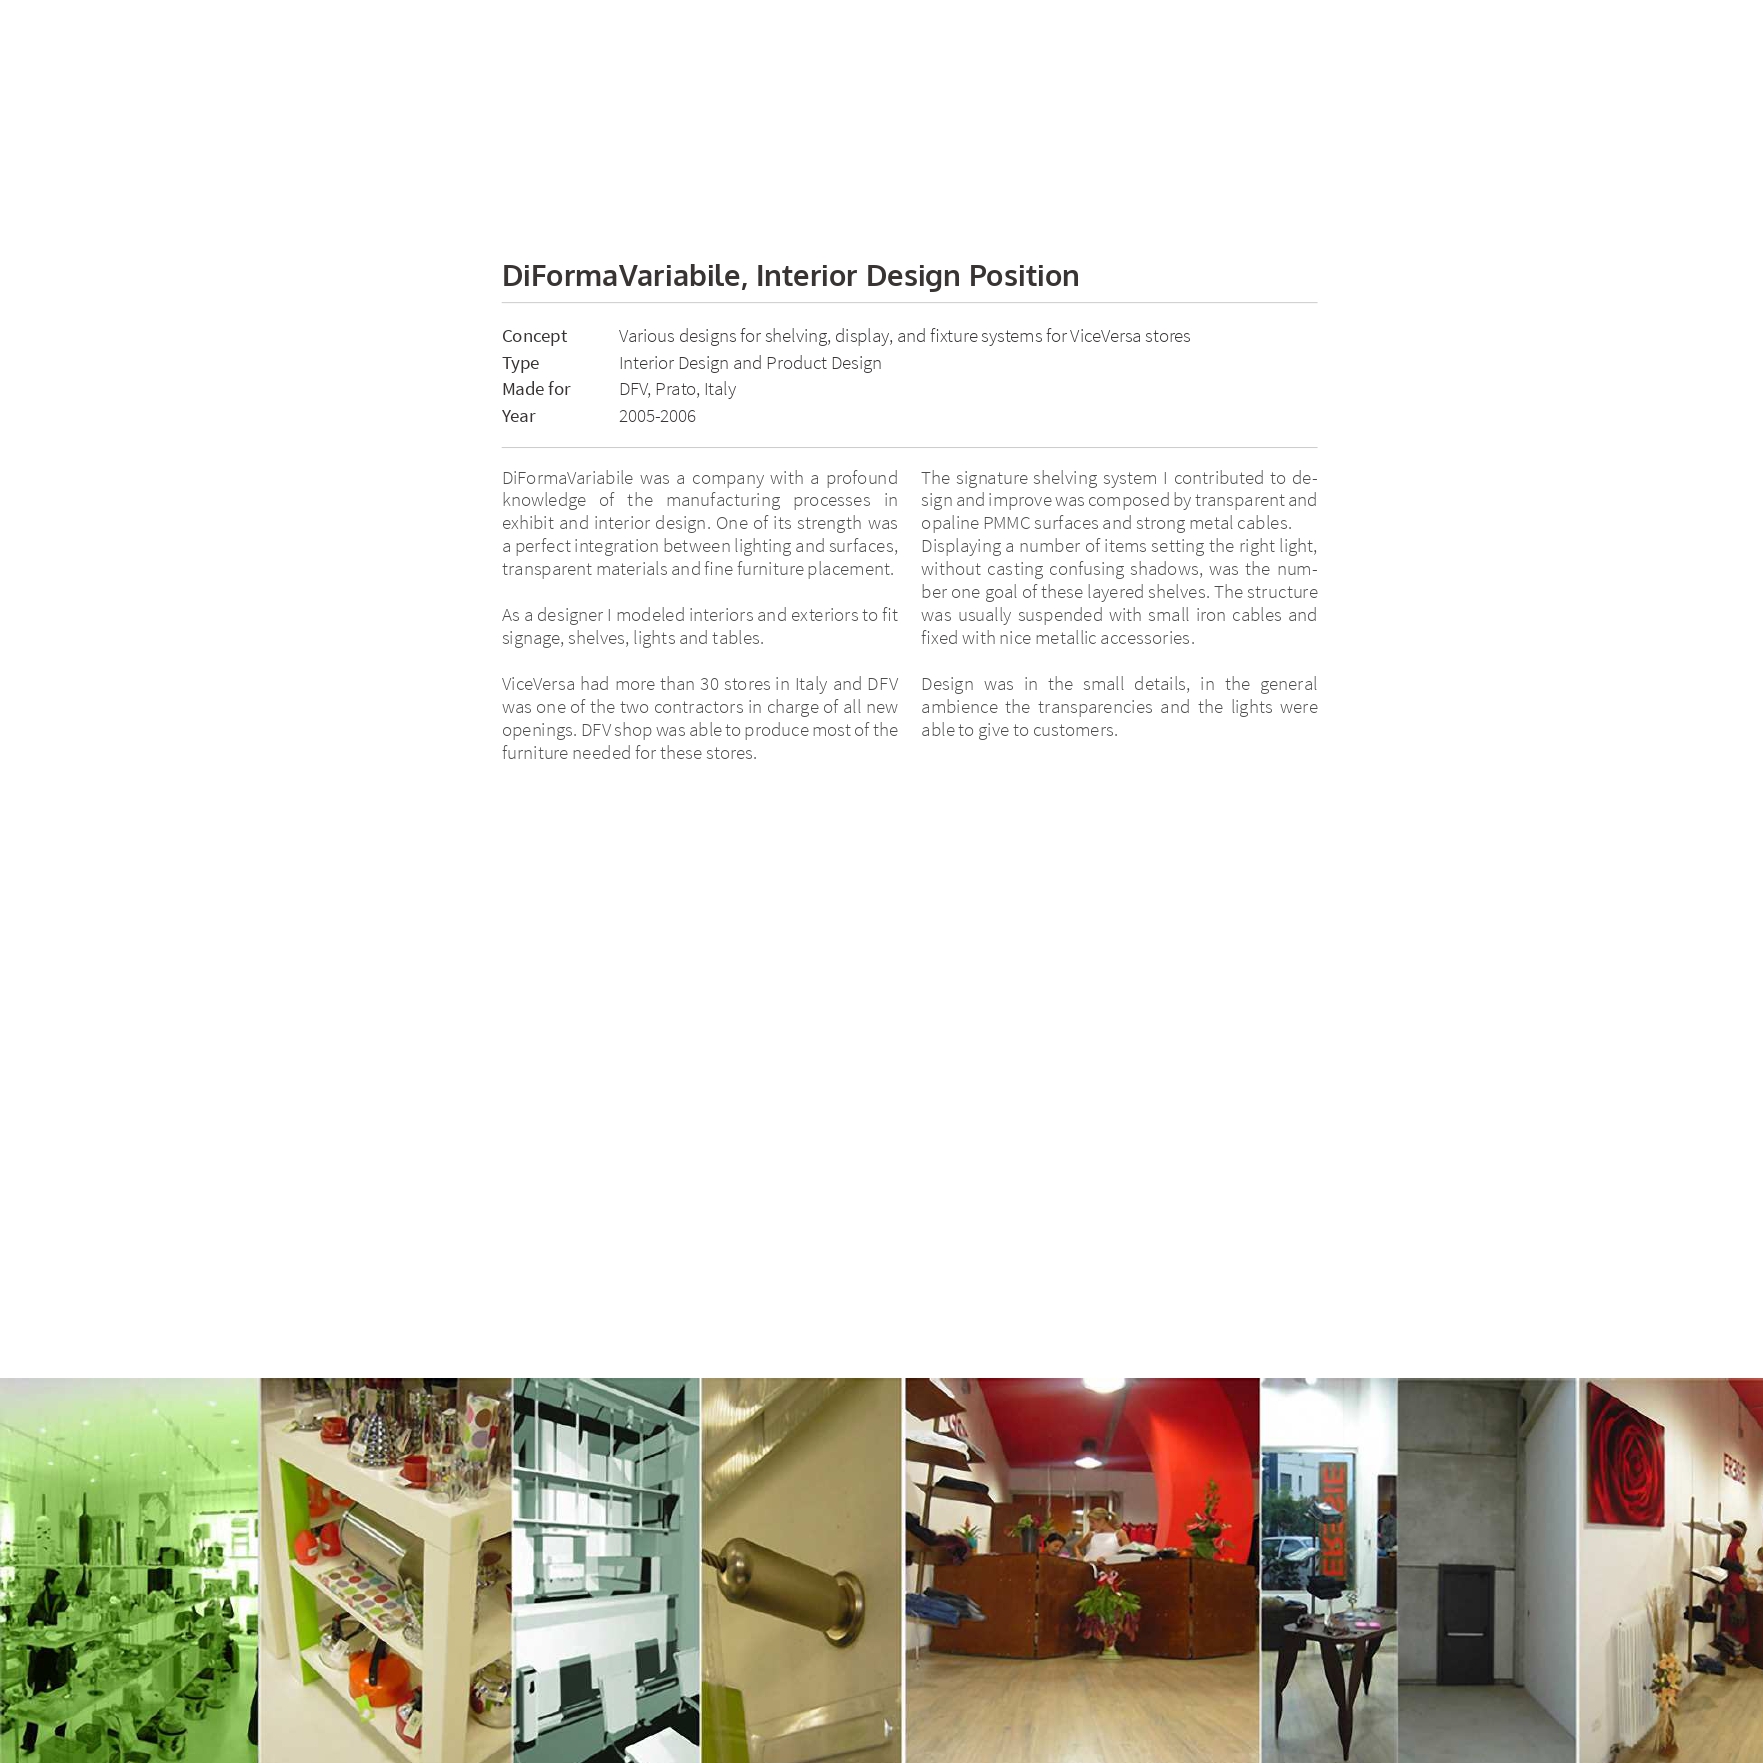 DiFormaVariabile, Interior Design Position
Concept Various designs for shelving, display, and fixture systems for ViceVersa stores
Type Interior Design and Product Design
Made for DFV, Prato, Italy
Year 2005-2006
DiFormaVariabile was a company with a profound
knowledge of the manufacturing processes in
exhibit and interior design. One of its strength was
a perfect integration between lighting and surfaces,
transparent materials and fine furniture placement.
As a designer I modeled interiors and exteriors to fit
signage, shelves, lights and tables.
ViceVersa had more than 30 stores in Italy and DFV
was one of the two contractors in charge of all new
openings. DFV shop was able to produce most of the
furniture needed for these stores.
The signature shelving system I contributed to de-
sign and improve was composed by transparent and
opaline PMMC surfaces and strong metal cables.
Displaying a number of items setting the right light,
without casting confusing shadows, was the num-
ber one goal of these layered shelves. The structure
was usually suspended with small iron cables and
fixed with nice metallic accessories.
Design was in the small details, in the general
ambience the transparencies and the lights were
able to give to customers.